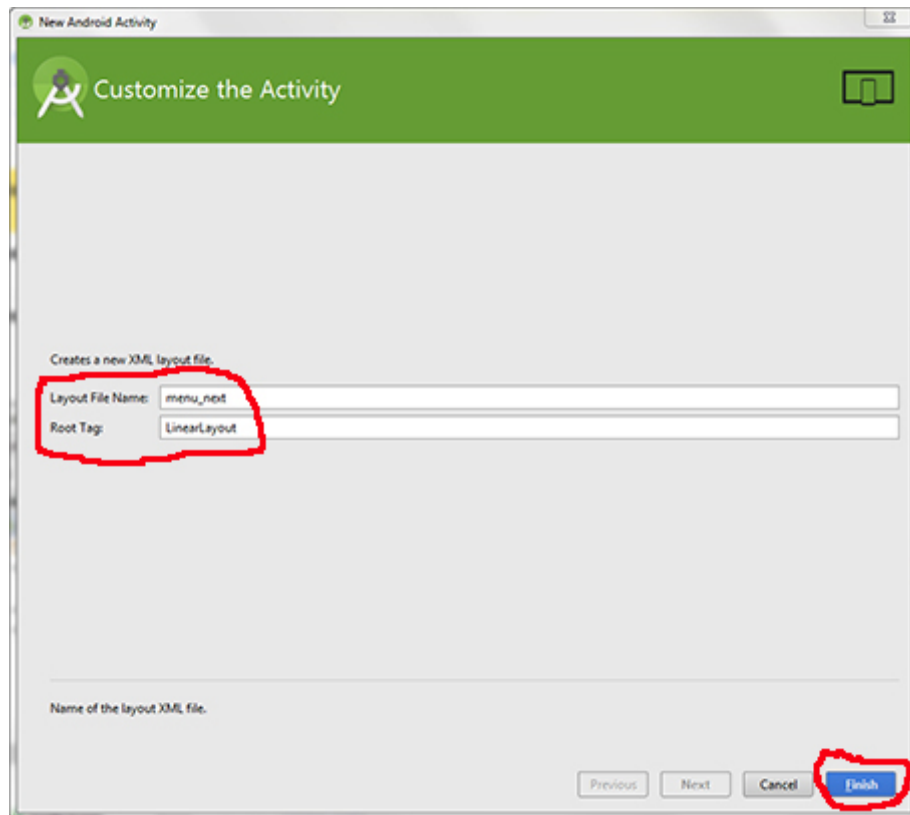 New Android Activity
Customize the Activity
Creates a new XML layout file.
Layout File Name: menu_next
Root Tag: LinearLayout
Name of the layout XML file.
Previous Next Cancel Finish